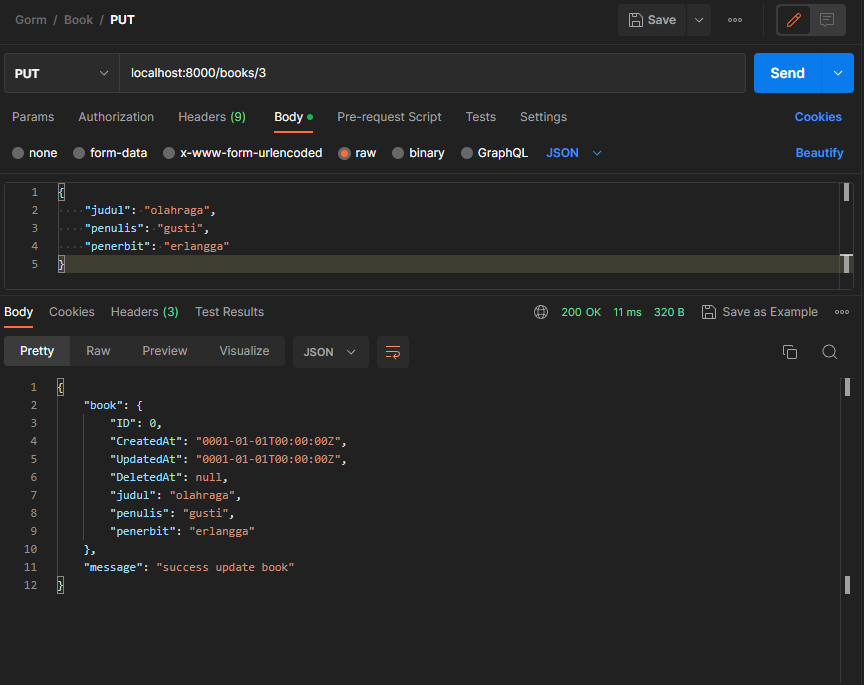 Gorm / Book / PUT
Save
PUT
localhost:8000/books/3
Send
Params Authorization Headers (9) Body Pre-request Script Tests Settings Cookies
none form-data x-www-form-urlencoded raw binary GraphQL JSON Beautify
1 {
2 "judul": "olahraga",
3 "penulis": "gusti",
4 "penerbit": "erlangga"
5 }
Body Cookies Headers (3) Test Results 200 OK 11 ms 320 B Save as Example
Pretty Raw Preview Visualize JSON
1 {
2 "book": {
3 "ID": 0,
4 "CreatedAt": "0001-01-01T00:00:00Z",
5 "UpdatedAt": "0001-01-01T00:00:00Z",
6 "DeletedAt": null,
7 "judul": "olahraga",
8 "penulis": "gusti",
9 "penerbit": "erlangga"
10 },
11 "message": "success update book"
12 }